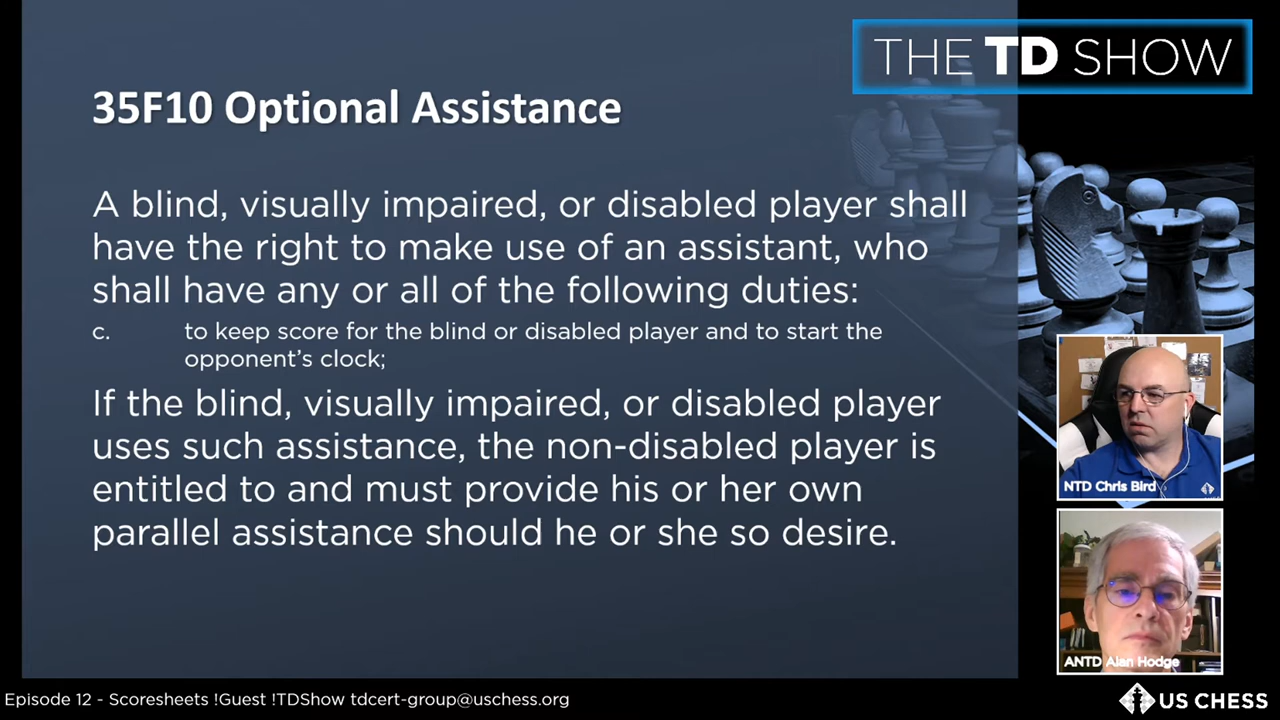 THE TD SHOW
35F10 Optional Assistance
A blind, visually impaired, or disabled player shall
have the right to make use of an assistant, who
shall have any or all of the following duties:
c. to keep score for the blind or disabled player and to start the
opponent's clock;
If the blind, visually impaired, or disabled player
uses such assistance, the non-disabled player is
entitled to and must provide his or her own
parallel assistance should he or she so desire.
NTD Chris Bird
ANTD Alan Hodge
Episode 12 - Scoresheets !Guest !TDShow tdcert-group@uschess.org
US CHESS